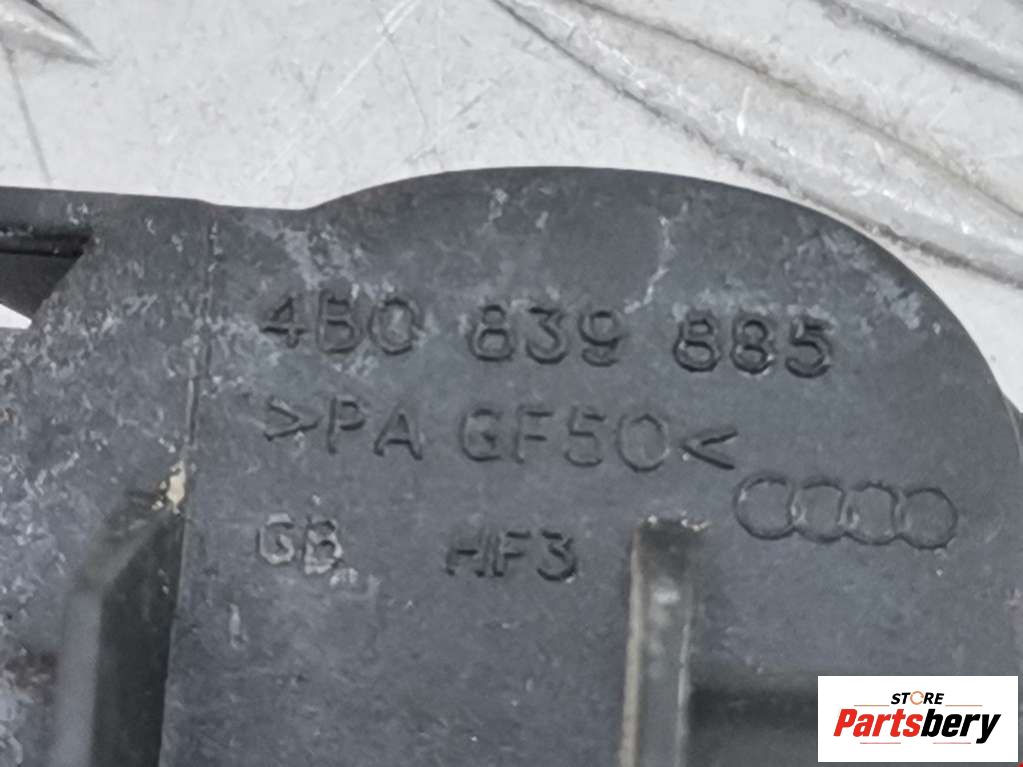 4B0 839 885
>PA GF50<
GB HF3
STORE
Partsbery